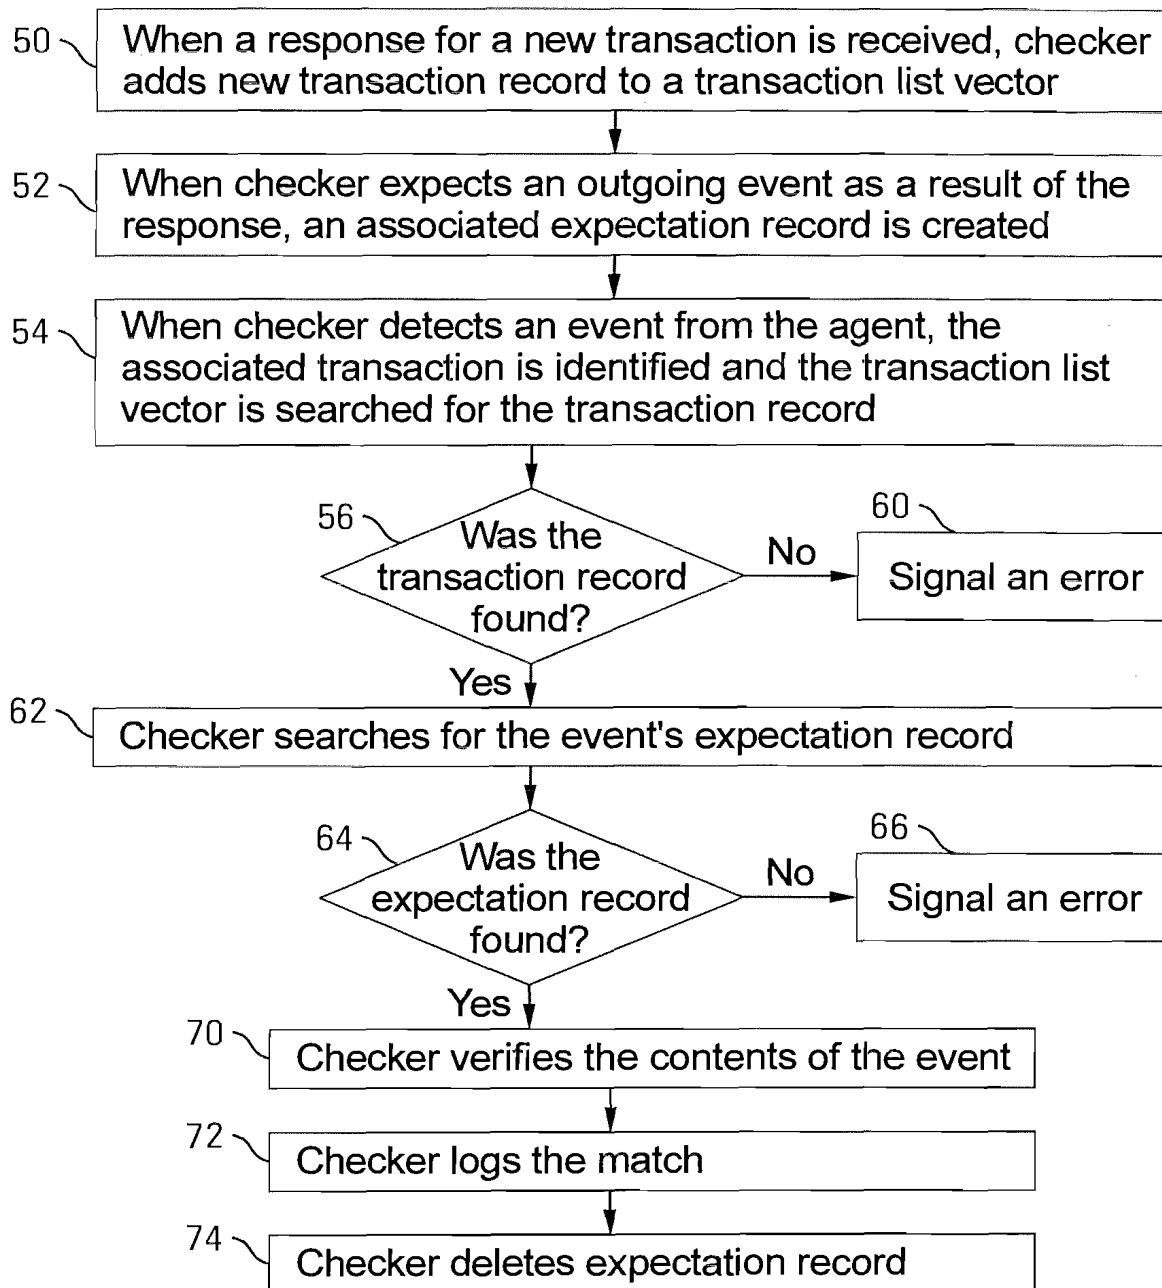 50
When a response for a new transaction is received, checker
adds new transaction record to a transaction list vector
52
When checker expects an outgoing event as a result of the
response, an associated expectation record is created
54
When checker detects an event from the agent, the
associated transaction is identified and the transaction list
vector is searched for the transaction record
56
Was the
transaction record
found?
No
60
Signal an error
Yes
62
Checker searches for the event's expectation record
64
Was the
expectation record
found?
No
66
Signal an error
Yes
70
Checker verifies the contents of the event
72
Checker logs the match
74
Checker deletes expectation record